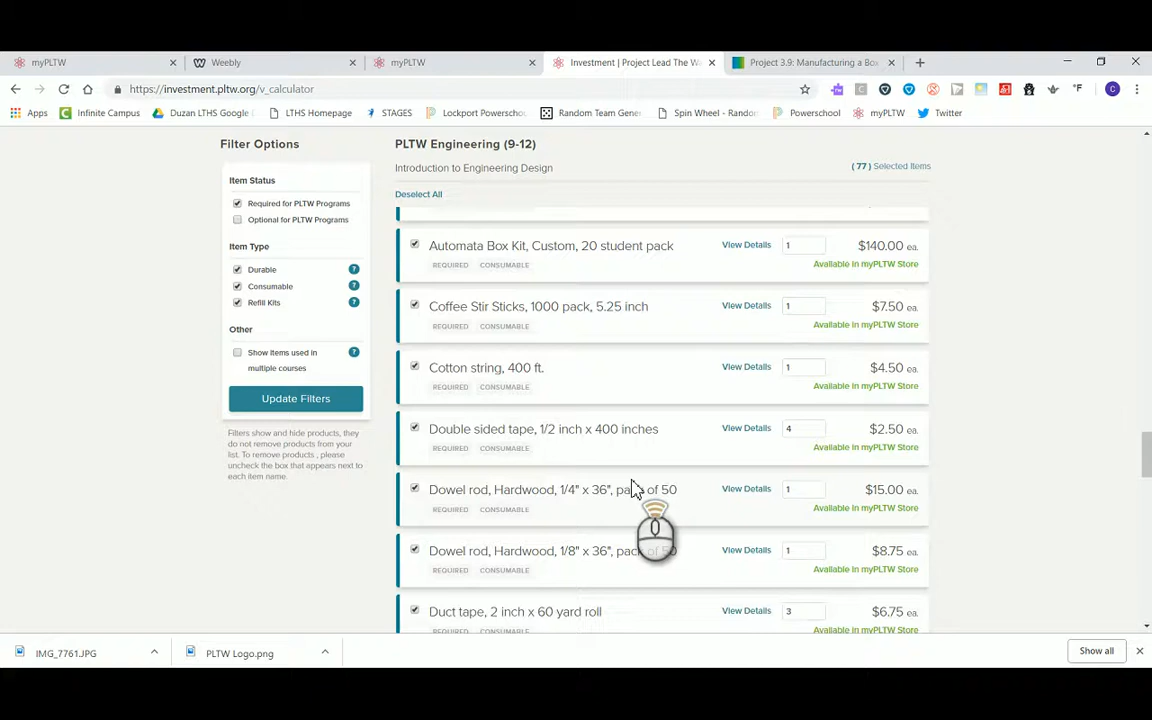 myPLTW
Weebly
myPLTW
Investment | Project Lead The W
Project 3.9: Manufacturing a Box
https://investment.pltw.org/v_calculator
Apps
Infinite Campus
Duzan LTHS Google
LTHS Homepage
STAGES
Lockport Powerscho
Random Team Gene
Spin Wheel - Rando
Powerschool
myPLTW
Twitter
Filter Options
Item Status
Required for PLTW Programs
Optional for PLTW Programs
Item Type
Durable ?
Consumable ?
Refill Kits ?
Other
Show items used in ?
multiple courses
Update Filters
Filters show and hide products, they
do not remove products from your
list. To remove products , please
uncheck the box that appears next to
each item name.
PLTW Engineering (9-12)
Introduction to Engineering Design
( 77 ) Selected Items
Deselect All
Automata Box Kit, Custom, 20 student pack View Details 1 $140.00 ea.
REQUIRED CONSUMABLE Available in myPLTW Store
Coffee Stir Sticks, 1000 pack, 5.25 inch View Details 1 $7.50 ea.
REQUIRED CONSUMABLE Available in myPLTW Store
Cotton string, 400 ft. View Details 1 $4.50 ea.
REQUIRED CONSUMABLE Available in myPLTW Store
Double sided tape, 1/2 inch x 400 inches View Details 4 $2.50 ea.
REQUIRED CONSUMABLE Available in myPLTW Store
Dowel rod, Hardwood, 1/4" x 36", pack of 50 View Details 1 $15.00 ea.
REQUIRED CONSUMABLE Available in myPLTW Store
Dowel rod, Hardwood, 1/8" x 36", pack of 50 View Details 1 $8.75 ea.
REQUIRED CONSUMABLE Available in myPLTW Store
Duct tape, 2 inch x 60 yard roll View Details 3 $6.75 ea.
REQUIRED CONSUMABLE Available in myPLTW Store
IMG_7761.JPG
PLTW Logo.png
Show all